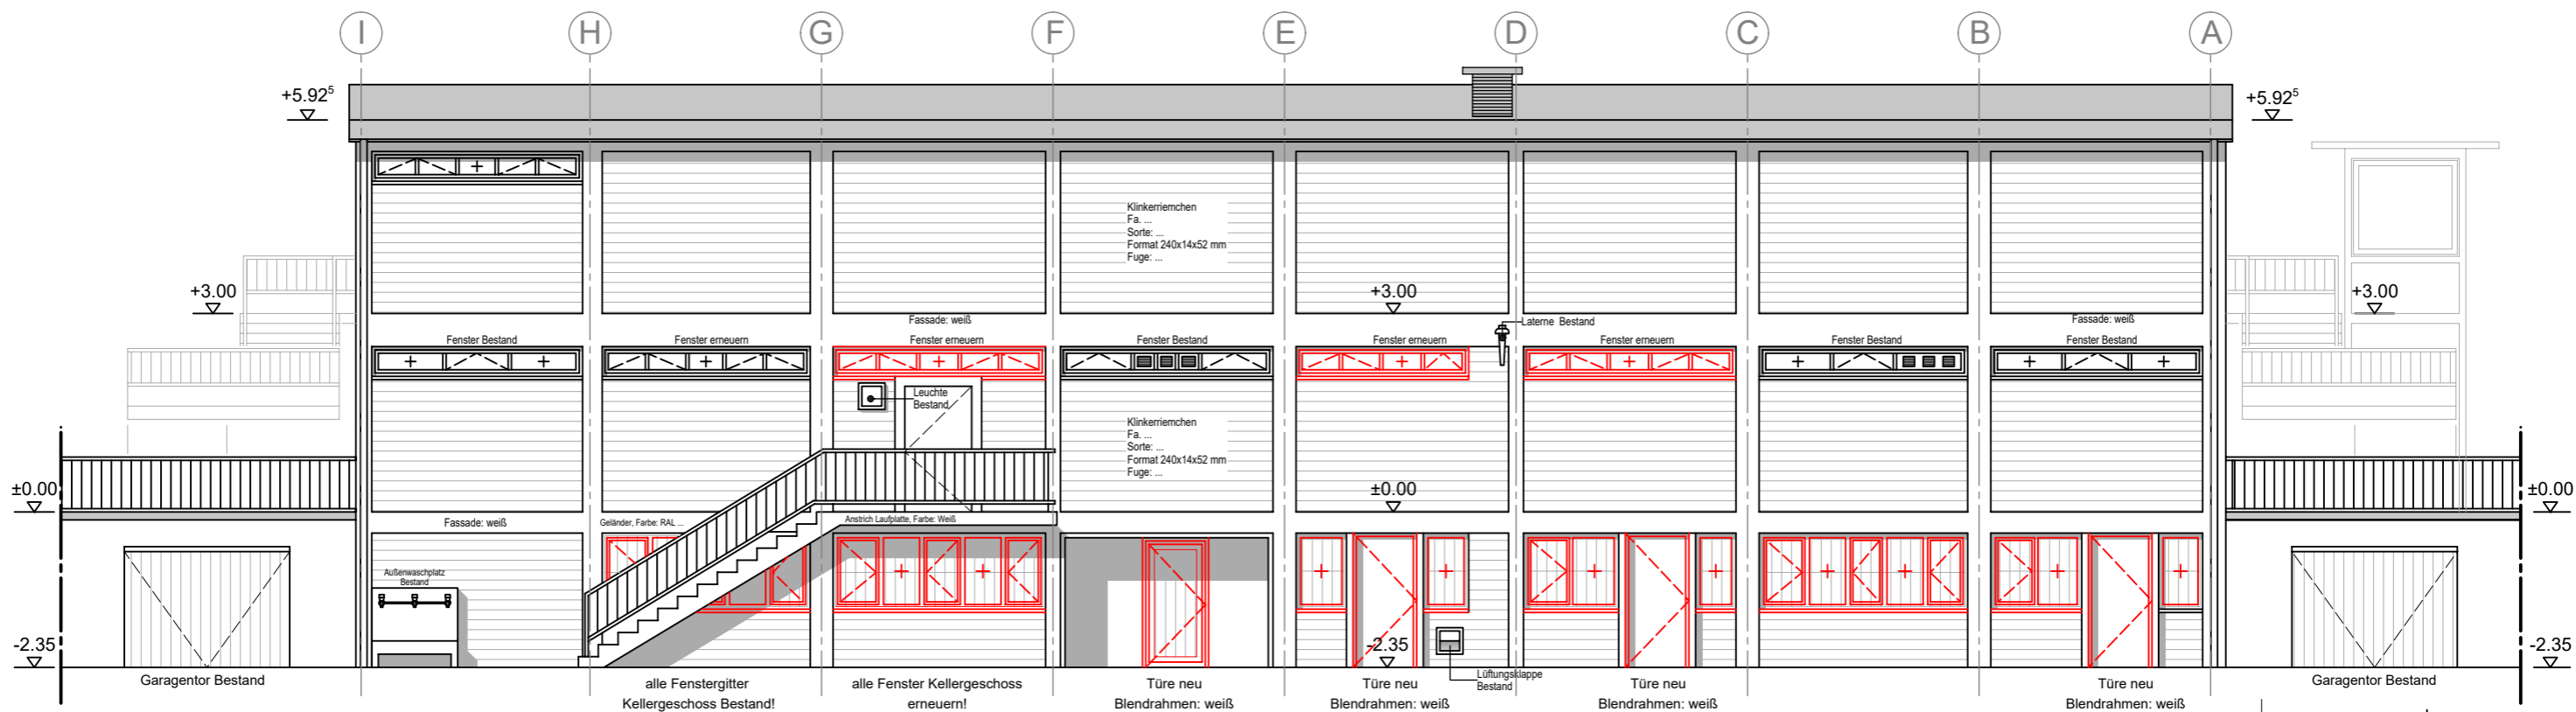 I H G F E D C B A
+5.92⁵
+5.92⁵
Klinkerriemchen
Fa. ...
Sorte: ...
Format 240x14x52 mm
Fuge: ...
+3.00
+3.00
+3.00
Fassade: weiß
Fassade: weiß
Laterne Bestand
Fenster Bestand
Fenster erneuern
Fenster erneuern
Fenster Bestand
Fenster erneuern
Fenster erneuern
Fenster Bestand
Fenster Bestand
Leuchte
Bestand
Klinkerriemchen
Fa. ...
Sorte: ...
Format 240x14x52 mm
Fuge: ...
±0.00
±0.00
±0.00
Fassade: weiß
Geländer, Farbe: RAL ...
Anstrich Laufplatte, Farbe: Weiß
Außenwaschplatz
Bestand
-2.35
-2.35
-2.35
Lüftungsklappe
Bestand
Garagentor Bestand
alle Fenstergitter
Kellergeschoss Bestand!
alle Fenster Kellergeschoss
erneuern!
Türe neu
Blendrahmen: weiß
Türe neu
Blendrahmen: weiß
Türe neu
Blendrahmen: weiß
Türe neu
Blendrahmen: weiß
Garagentor Bestand